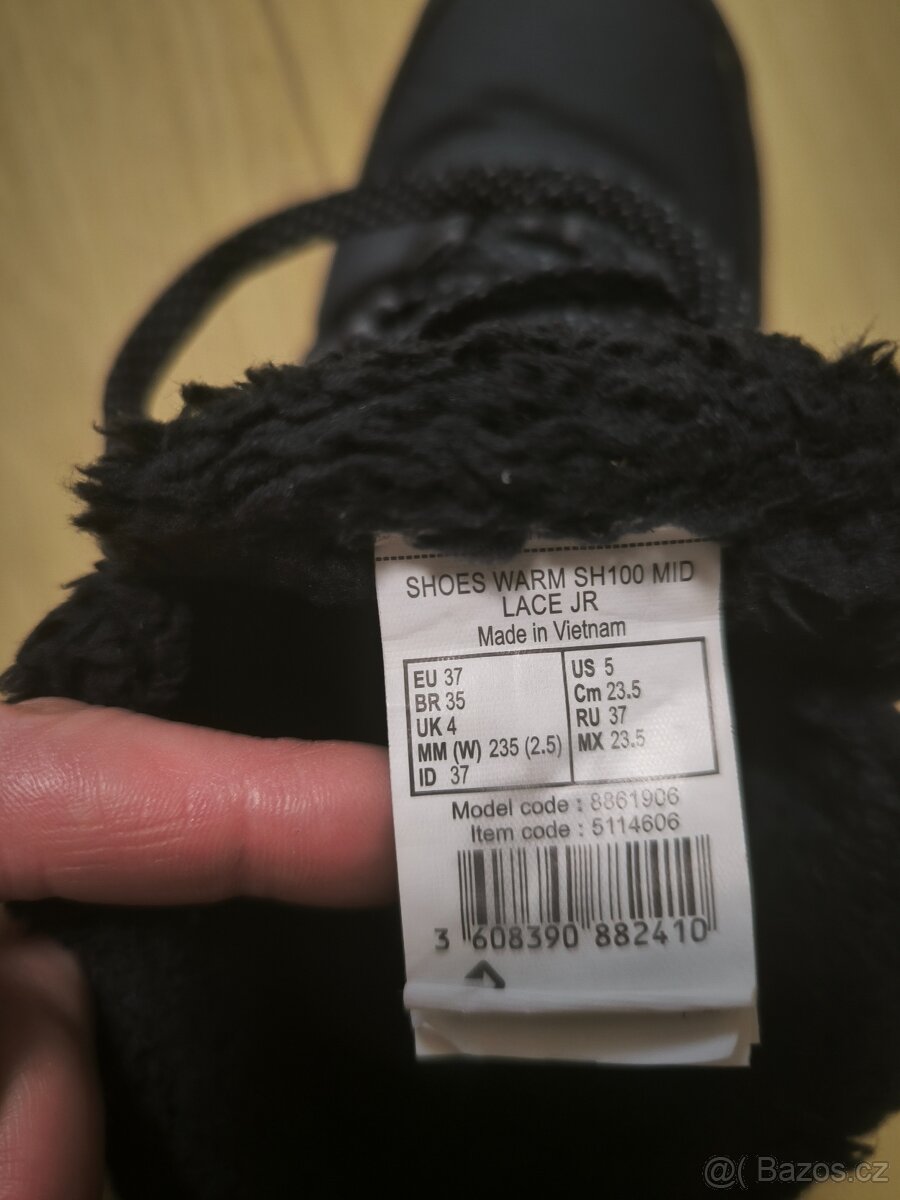 SHOES WARM SH100 MID
LACE JR
Made in Vietnam
EU 37
BR 35
UK 4
MM (W) 235 (2.5)
ID 37
US 5
Cm 23.5
RU 37
MX 23.5
Model code : 8861906
Item code : 5114606
3 608390 882410
@( Bazos.cz